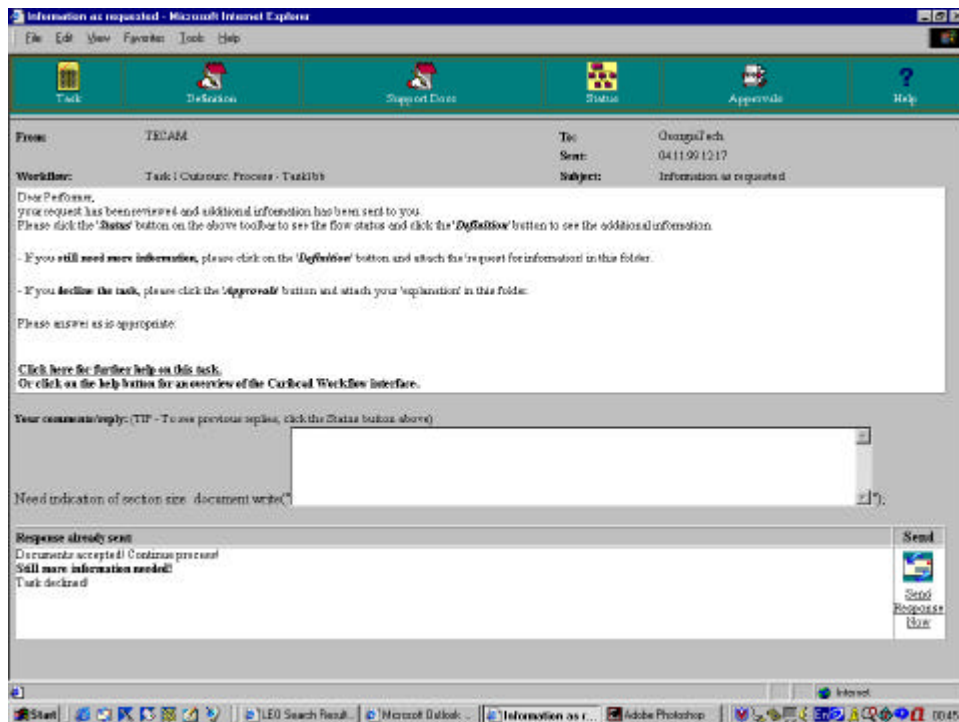 Information as requested - Microsoft Internet Explorer
File Edit View Favorites Tools Help
Task Definition Support Docs Status Approvals Help
From: TECAM To: GeorgiaTech
Sent: 04.11.99 12:17
Workflow: Task 1 Outsourc. Process - Task1bb Subject: Information as requested
Dear Performer,
your request has been reviewed and additional information has been sent to you.
Please click the 'Status' button on the above toolbar to see the flow status and click the 'Definition' button to see the additional information.
- If you still need more information, please click on the 'Definition' button and attach the 'request for information' in this folder.
- If you decline the task, please click the 'Approvals' button and attach your 'explanation' in this folder.
Please answer as is appropriate:
Click here for further help on this task.
Or click on the help button for an overview of the Caribcad Workflow interface.
Your comments/reply: (TIP - To see previous replies, click the Status button above)
Need indication of section size document write(" ");
Response already sent Send
Documents accepted! Continue process!
Still more information needed!
Task declined!
Send
Response
Now
Internet
Start LEO Search Result... Microsoft Outlook ... Information as r... Adobe Photoshop 00:45